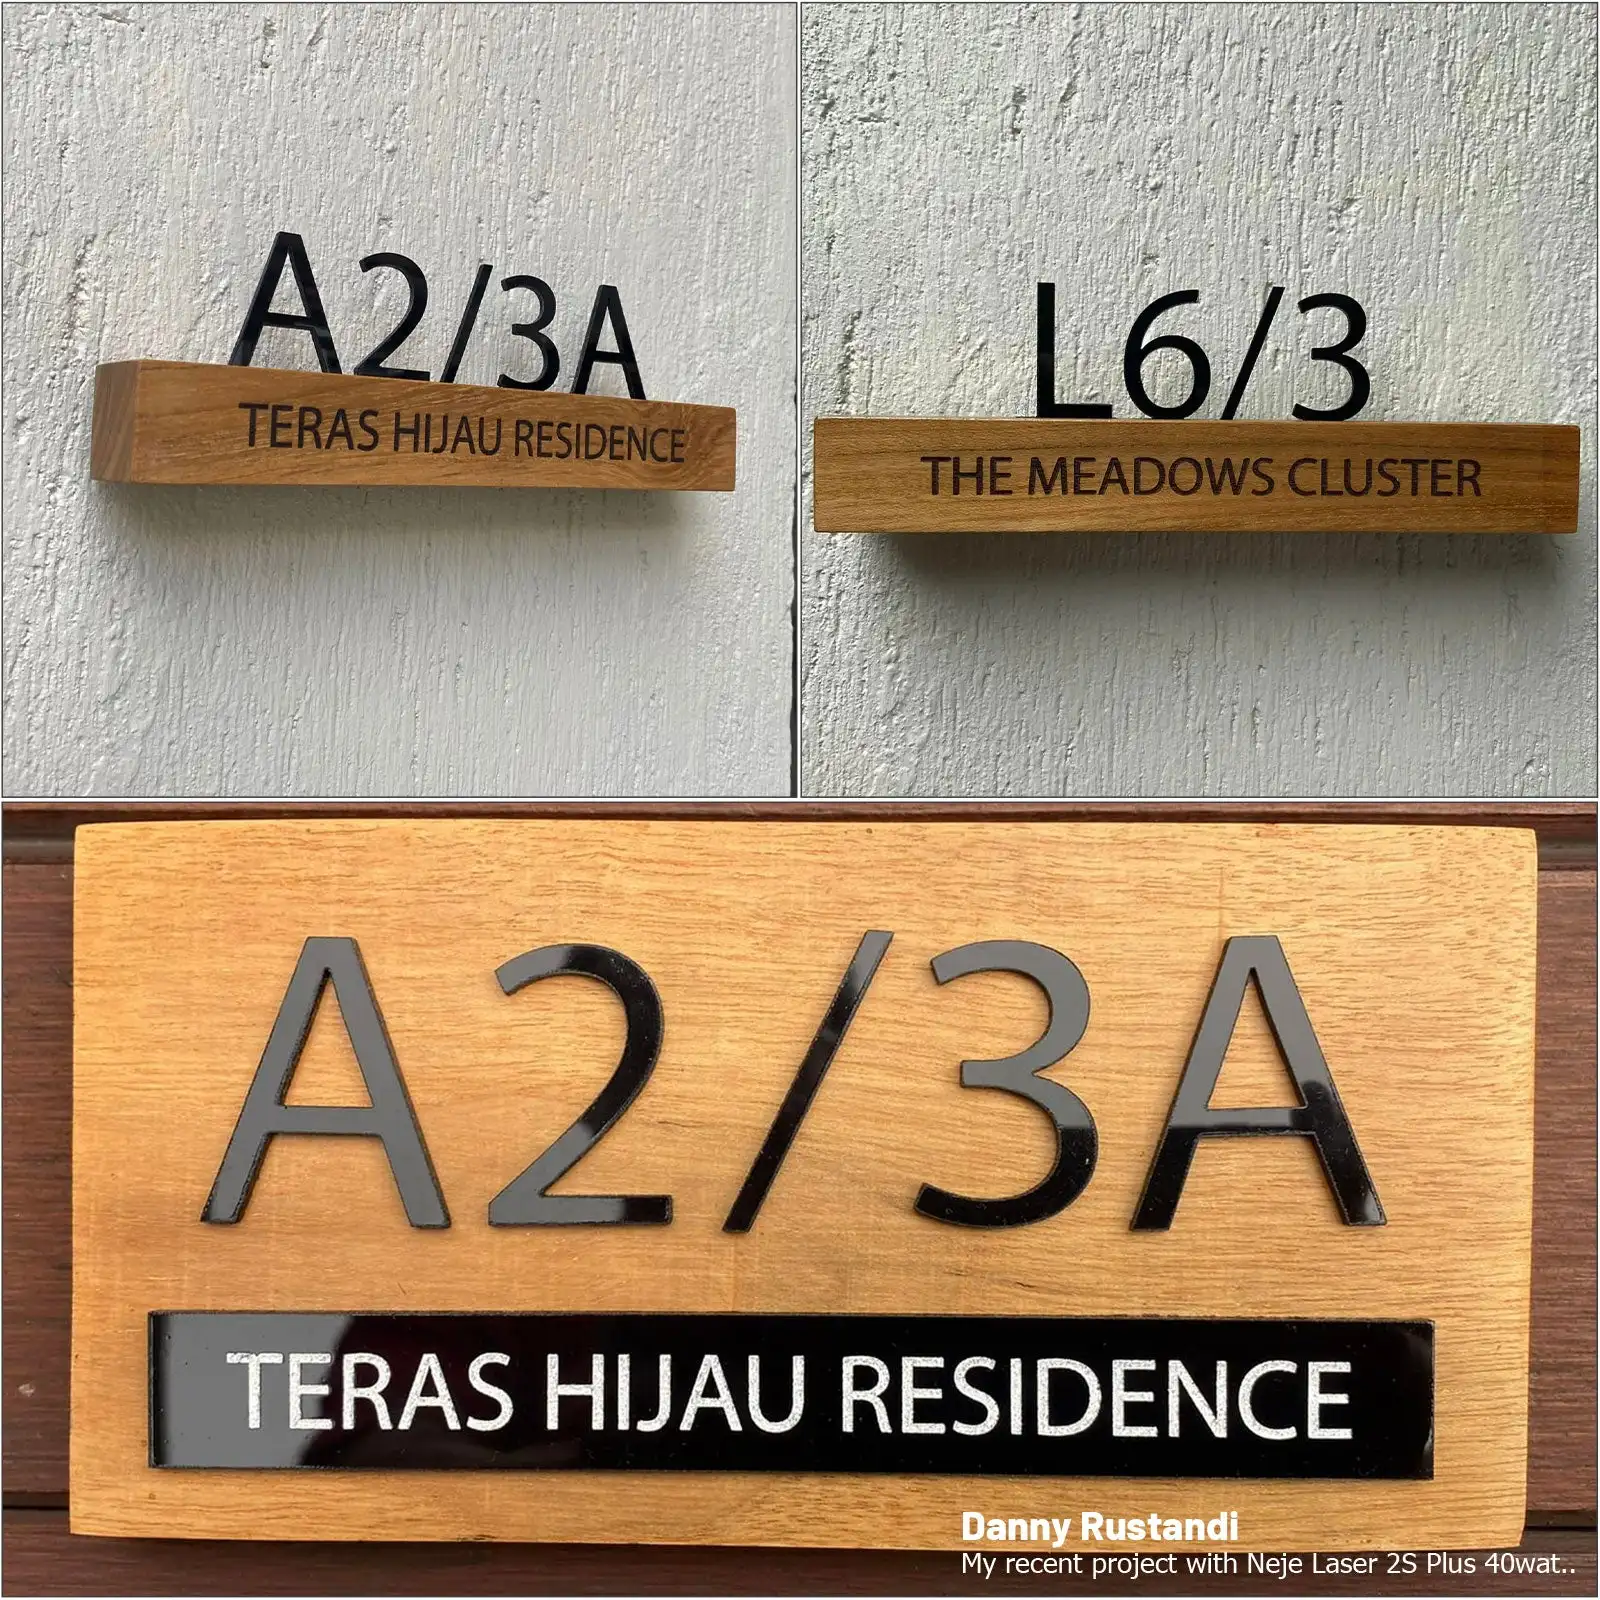 A2/3A
TERAS HIJAU RESIDENCE
L6/3
THE MEADOWS CLUSTER
A2/3A
TERAS HIJAU RESIDENCE
Danny Rustandi
My recent project with Neje Laser 2S Plus 40wat..